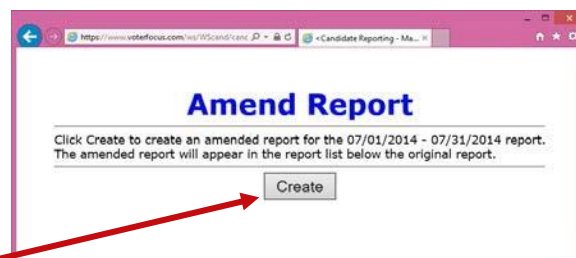 https://www.voterfocus.com/ws/WScand/canc
<Candidate Reporting - Ma...
Amend Report
Click Create to create an amended report for the 07/01/2014 - 07/31/2014 report.
The amended report will appear in the report list below the original report.
Create